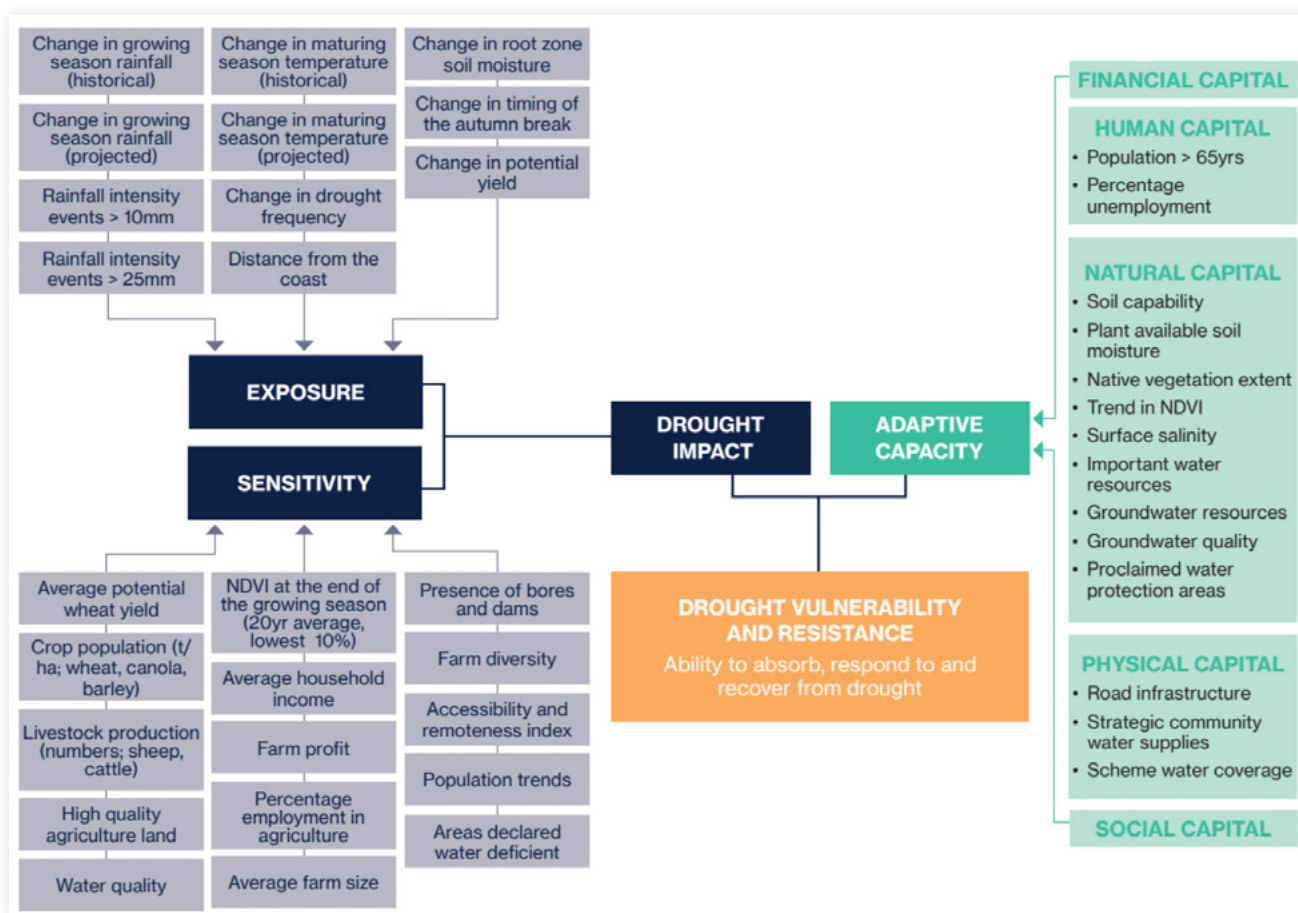 Change in growing
season rainfall
(historical)
Change in growing
season rainfall
(projected)
Rainfall intensity
events > 10mm
Rainfall intensity
events > 25mm
Change in maturing
season temperature
(historical)
Change in maturing
season temperature
(projected)
Change in drought
frequency
Distance from the
coast
Change in root zone
soil moisture
Change in timing of
the autumn break
Change in potential
yield
EXPOSURE
SENSITIVITY
DROUGHT
IMPACT
ADAPTIVE
CAPACITY
DROUGHT VULNERABILITY
AND RESISTANCE
Ability to absorb, respond to and
recover from drought
Average potential
wheat yield
Crop population (t/
ha; wheat, canola,
barley)
Livestock production
(numbers; sheep,
cattle)
High quality
agriculture land
Water quality
NDVI at the end of
the growing season
(20yr average,
lowest 10%)
Average household
income
Farm profit
Percentage
employment in
agriculture
Average farm size
Presence of bores
and dams
Farm diversity
Accessibility and
remoteness index
Population trends
Areas declared
water deficient
FINANCIAL CAPITAL
HUMAN CAPITAL
• Population > 65yrs
• Percentage
unemployment
NATURAL CAPITAL
• Soil capability
• Plant available soil
moisture
• Native vegetation extent
• Trend in NDVI
• Surface salinity
• Important water
resources
• Groundwater resources
• Groundwater quality
• Proclaimed water
protection areas
PHYSICAL CAPITAL
• Road infrastructure
• Strategic community
water supplies
• Scheme water coverage
SOCIAL CAPITAL